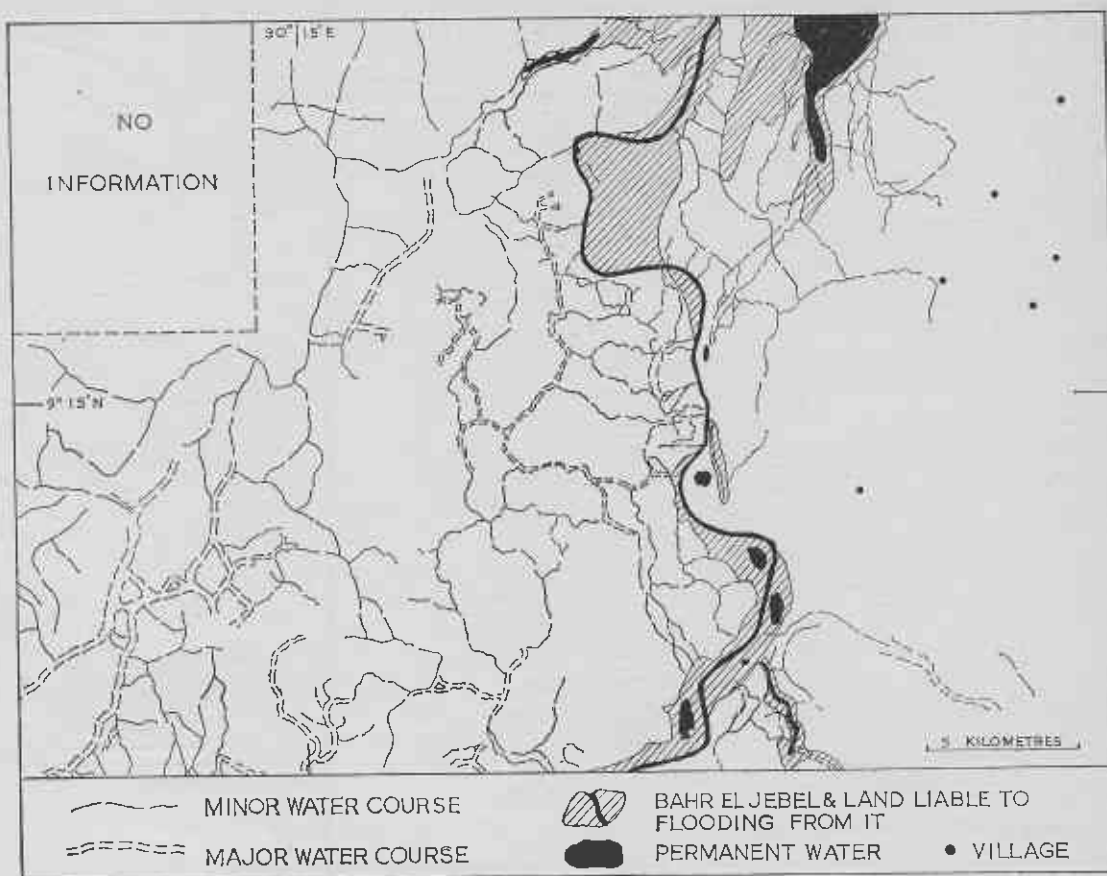 90° 15'E
NO
INFORMATION
9° 15'N
5 KILOMETRES
MINOR WATER COURSE
MAJOR WATER COURSE
BAHR EL JEBEL & LAND LIABLE TO
FLOODING FROM IT
PERMANENT WATER
VILLAGE